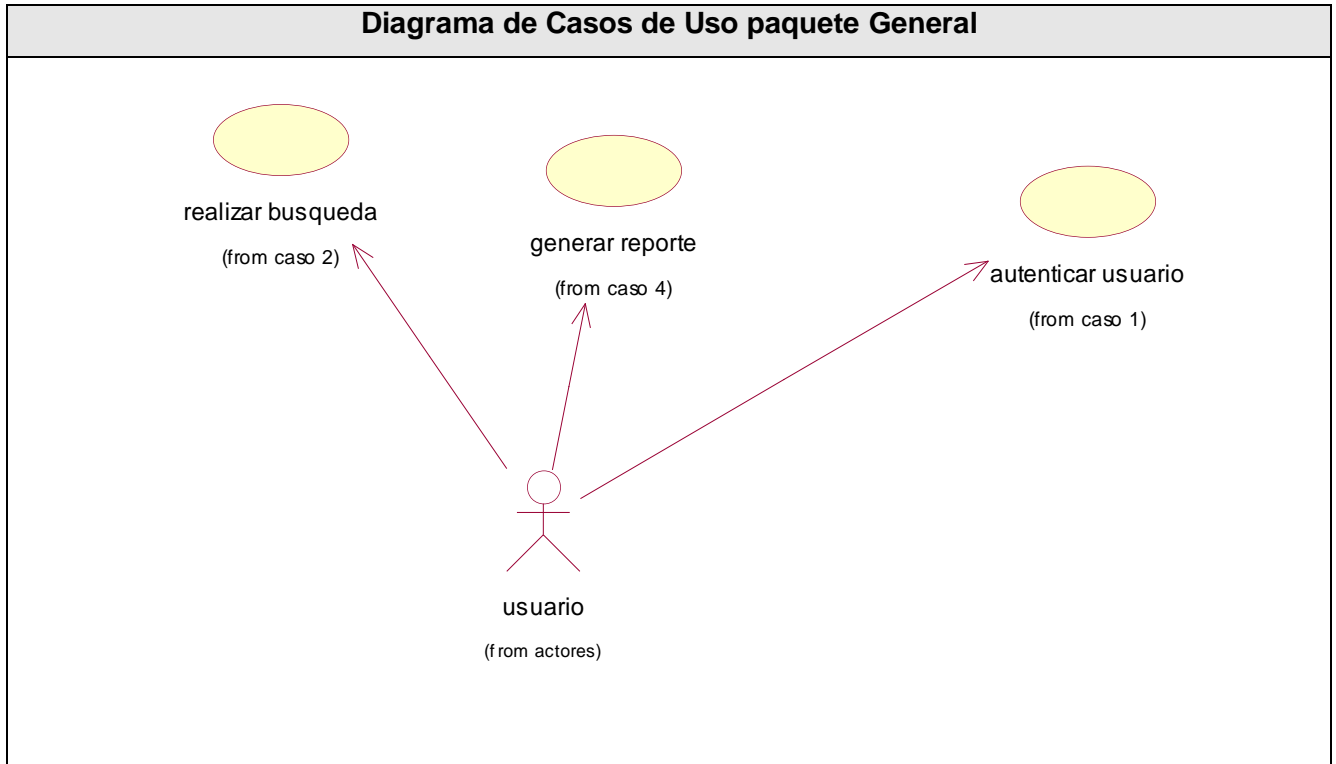 Diagrama de Casos de Uso paquete General
realizar busqueda
(from caso 2)
generar reporte
(from caso 4)
autenticar usuario
(from caso 1)
usuario
(from actores)